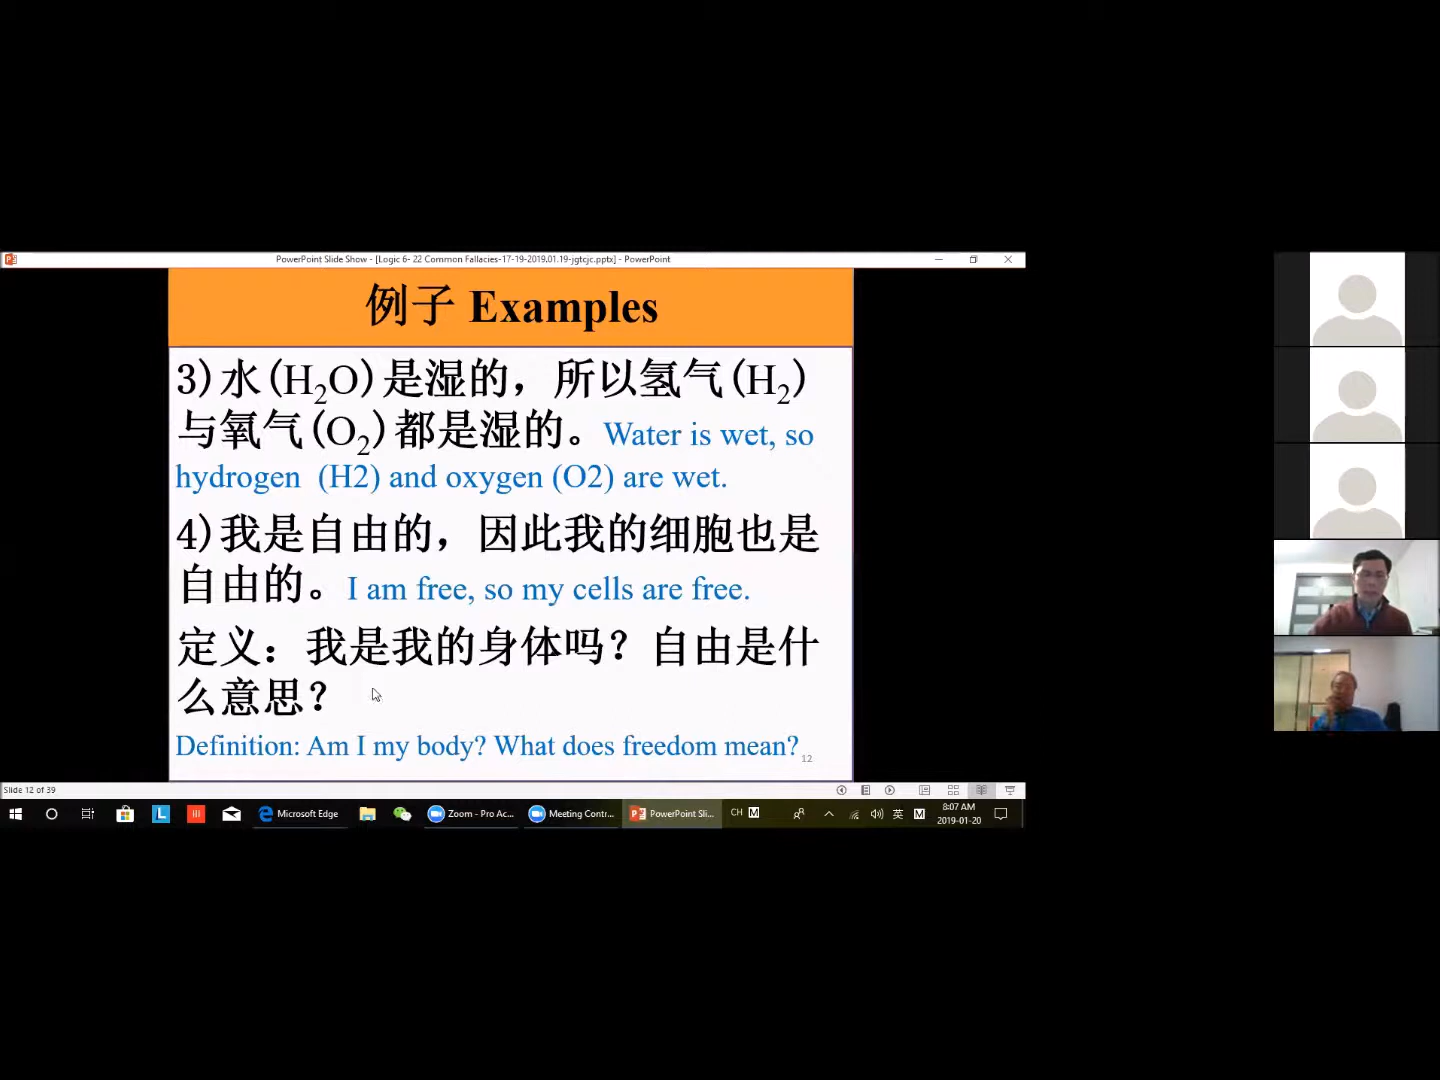 PowerPoint Slide Show - [Logic 6- 22 Common Fallacies-17-19-2019.01.19-jgtcjc.pptx] - PowerPoint
例子 Examples
3)水(H₂O)是湿的，所以氢气(H₂)
与氧气(O₂)都是湿的。Water is wet, so
hydrogen (H2) and oxygen (O2) are wet.
4)我是自由的，因此我的细胞也是
自由的。I am free, so my cells are free.
定义：我是我的身体吗？自由是什
么意思？
Definition: Am I my body? What does freedom mean?
12
Slide 12 of 39
Microsoft Edge
Zoom - Pro Ac...
Meeting Contr...
PowerPoint Sli...
CH M
英 M
8:07 AM
2019-01-20